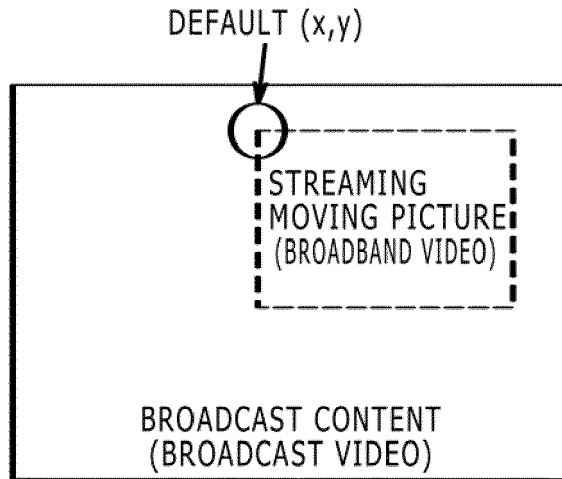 DEFAULT (x,y)
STREAMING
MOVING PICTURE
(BROADBAND VIDEO)
BROADCAST CONTENT
(BROADCAST VIDEO)